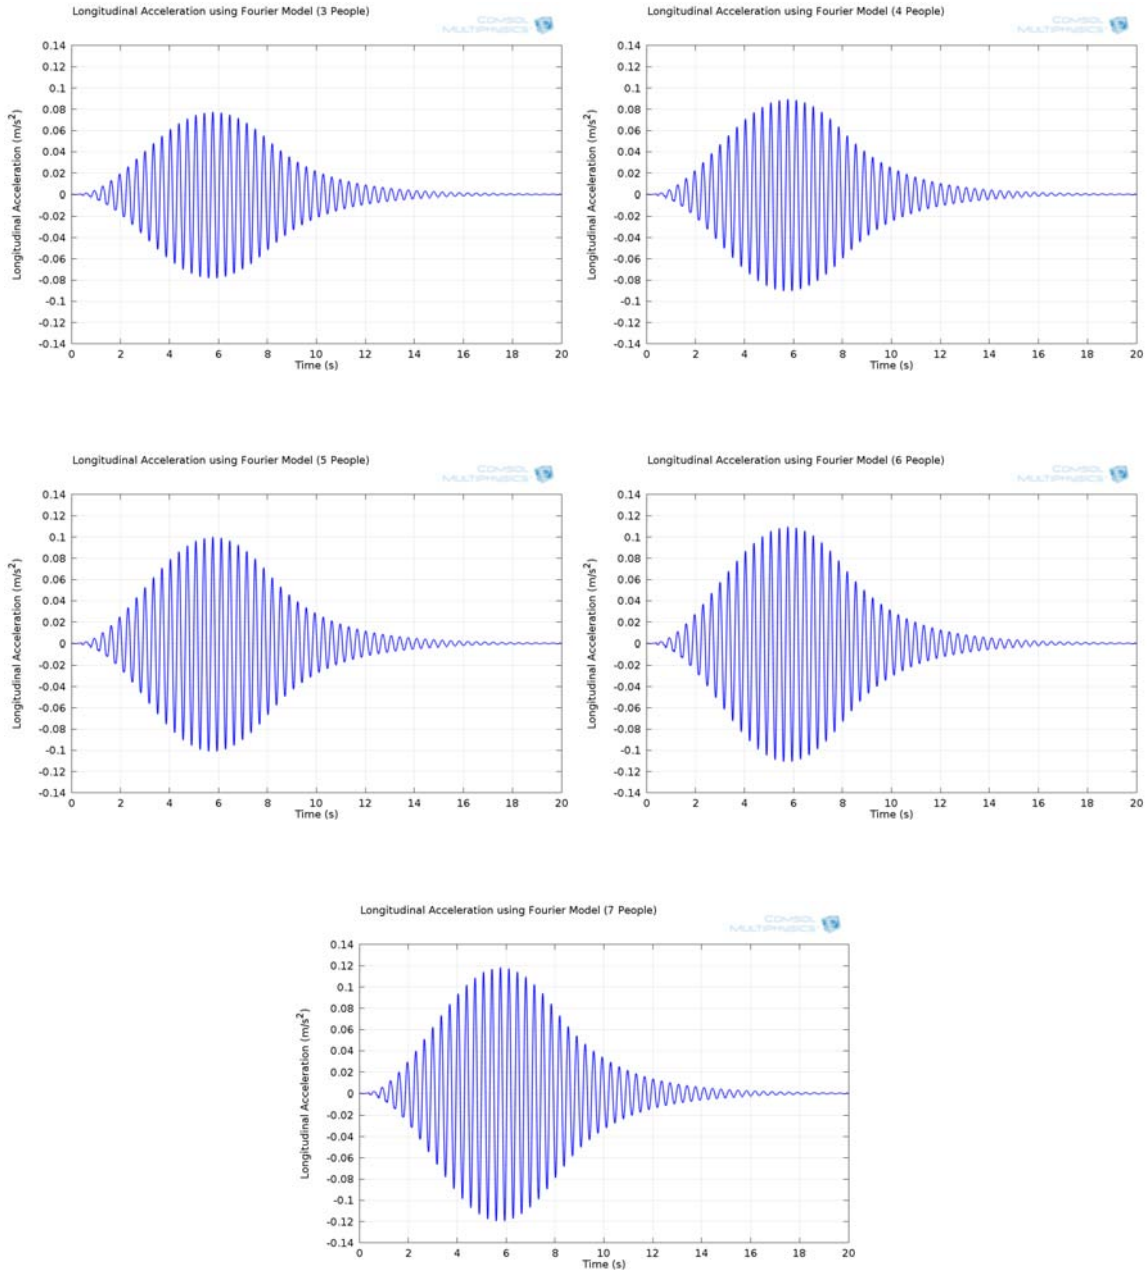 Longitudinal Acceleration using Fourier Model (3 People)
COMSOL
MULTIPHYSICS
0.14
0.12
0.1
0.08
0.06
0.04
0.02
0
-0.02
-0.04
-0.06
-0.08
-0.1
-0.12
-0.14
Longitudinal Acceleration (m/s²)
0 2 4 6 8 10 12 14 16 18 20
Time (s)
Longitudinal Acceleration using Fourier Model (4 People)
COMSOL
MULTIPHYSICS
0.14
0.12
0.1
0.08
0.06
0.04
0.02
0
-0.02
-0.04
-0.06
-0.08
-0.1
-0.12
-0.14
Longitudinal Acceleration (m/s²)
0 2 4 6 8 10 12 14 16 18 20
Time (s)
Longitudinal Acceleration using Fourier Model (5 People)
COMSOL
MULTIPHYSICS
0.14
0.12
0.1
0.08
0.06
0.04
0.02
0
-0.02
-0.04
-0.06
-0.08
-0.1
-0.12
-0.14
Longitudinal Acceleration (m/s²)
0 2 4 6 8 10 12 14 16 18 20
Time (s)
Longitudinal Acceleration using Fourier Model (6 People)
COMSOL
MULTIPHYSICS
0.14
0.12
0.1
0.08
0.06
0.04
0.02
0
-0.02
-0.04
-0.06
-0.08
-0.1
-0.12
-0.14
Longitudinal Acceleration (m/s²)
0 2 4 6 8 10 12 14 16 18 20
Time (s)
Longitudinal Acceleration using Fourier Model (7 People)
COMSOL
MULTIPHYSICS
0.14
0.12
0.1
0.08
0.06
0.04
0.02
0
-0.02
-0.04
-0.06
-0.08
-0.1
-0.12
-0.14
Longitudinal Acceleration (m/s²)
0 2 4 6 8 10 12 14 16 18 20
Time (s)